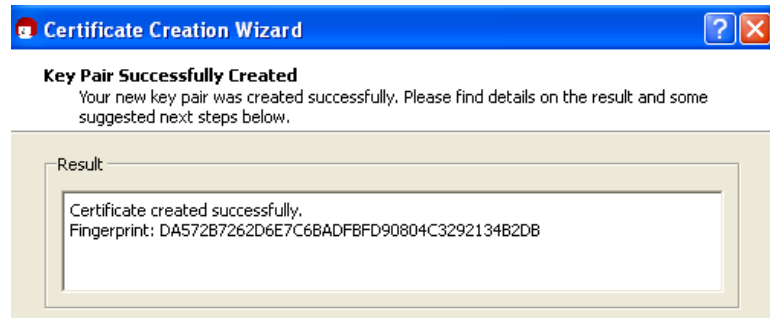 Certificate Creation Wizard
Key Pair Successfully Created
Your new key pair was created successfully. Please find details on the result and some
suggested next steps below.
Result
Certificate created successfully.
Fingerprint: DA572B7262D6E7C6BADFBFD90804C3292134B2DB